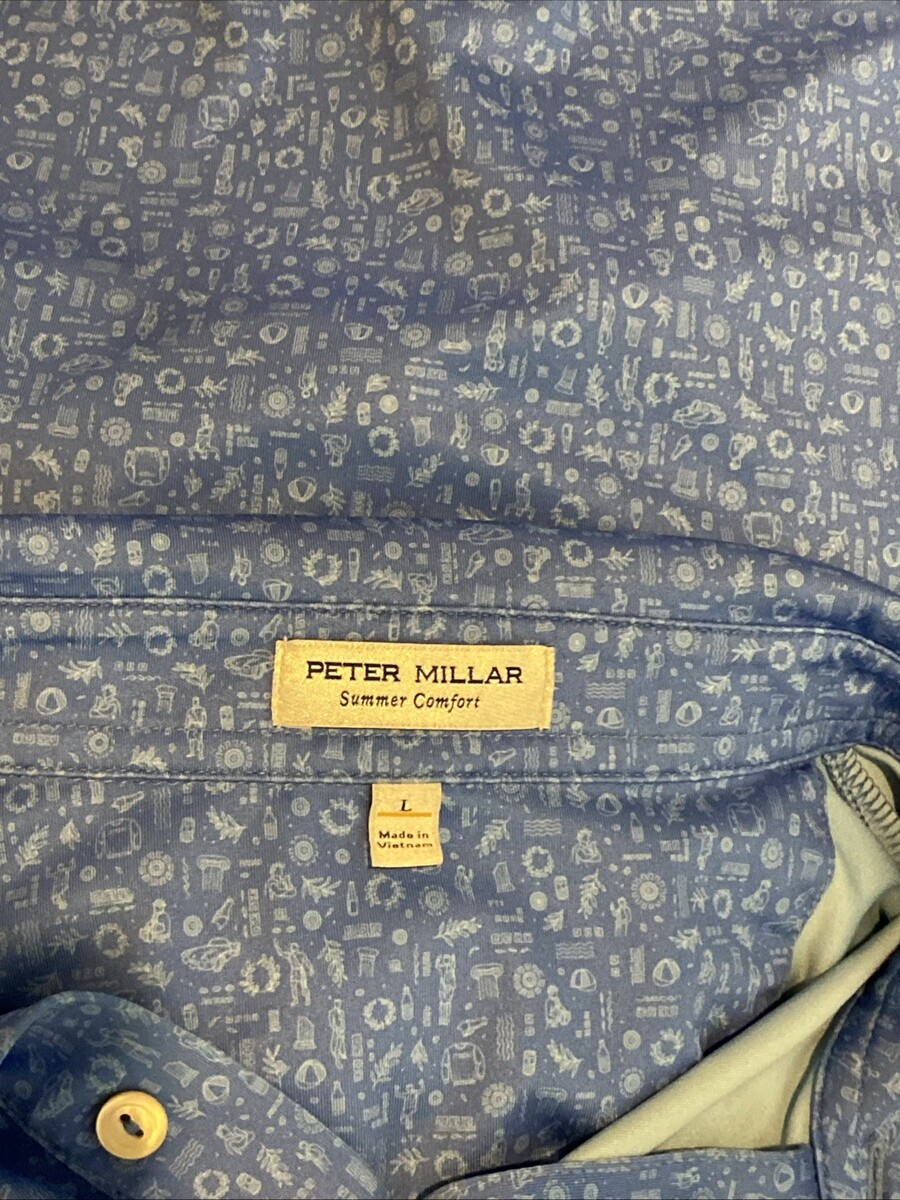 PETER MILLAR
Summer Comfort
L
Made in
Vietnam